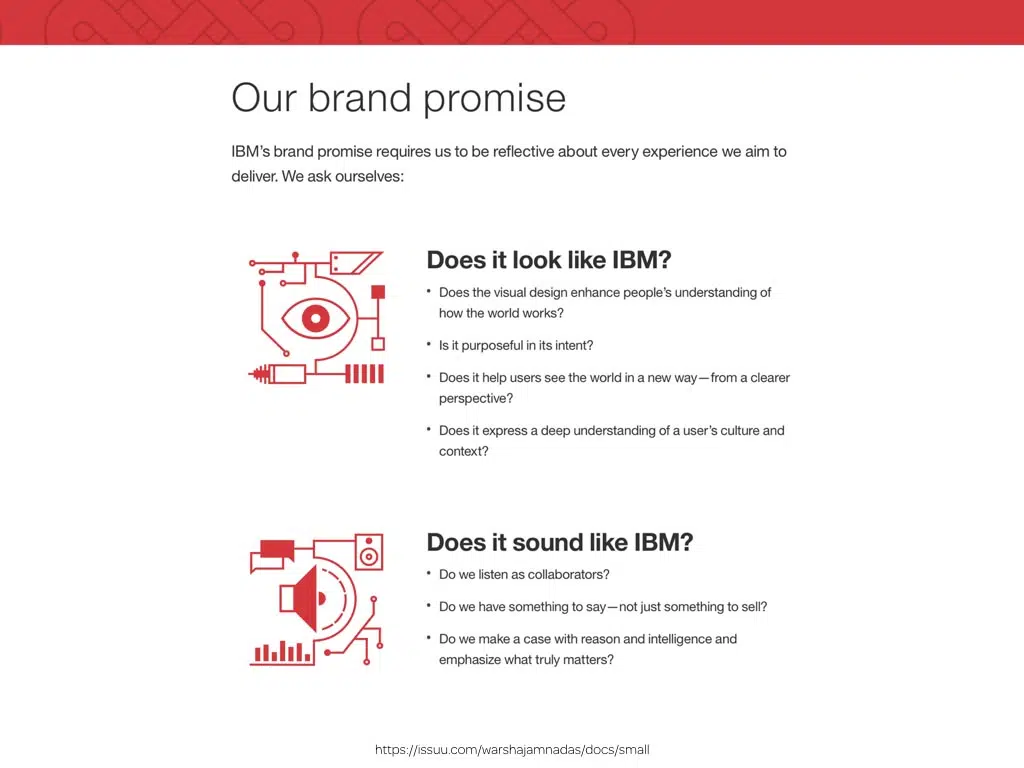 Our brand promise
IBM’s brand promise requires us to be reflective about every experience we aim to
deliver. We ask ourselves:
Does it look like IBM?
• Does the visual design enhance people’s understanding of
how the world works?
• Is it purposeful in its intent?
• Does it help users see the world in a new way—from a clearer
perspective?
• Does it express a deep understanding of a user’s culture and
context?
Does it sound like IBM?
• Do we listen as collaborators?
• Do we have something to say—not just something to sell?
• Do we make a case with reason and intelligence and
emphasize what truly matters?
https://issuu.com/warshajamnadas/docs/small